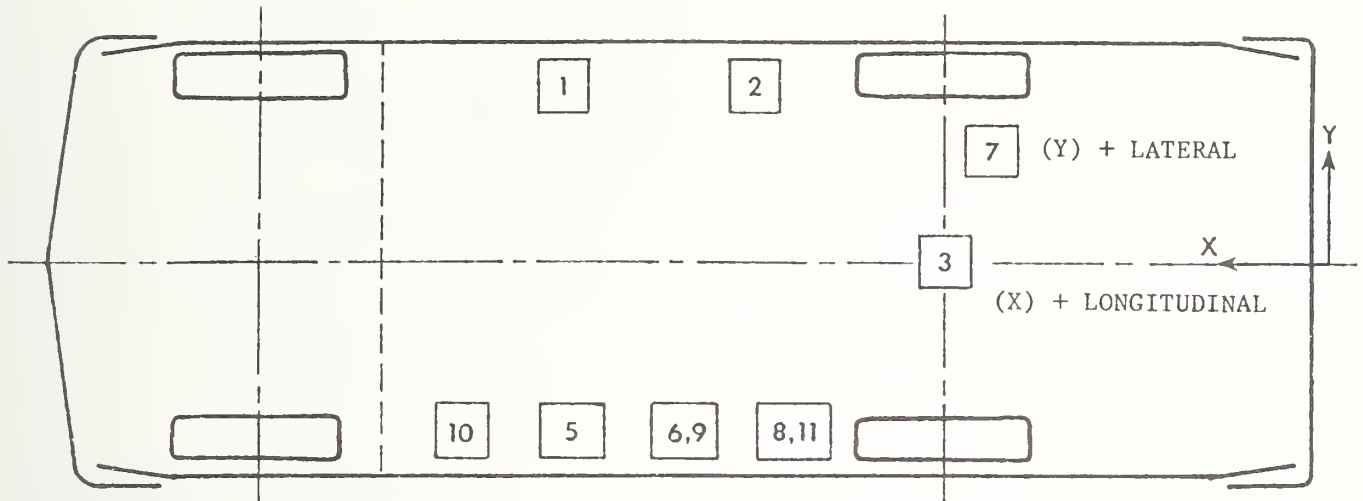 1
2
7
(Y) + LATERAL
Y
3
X
(X) + LONGITUDINAL
10
5
6,9
8,11